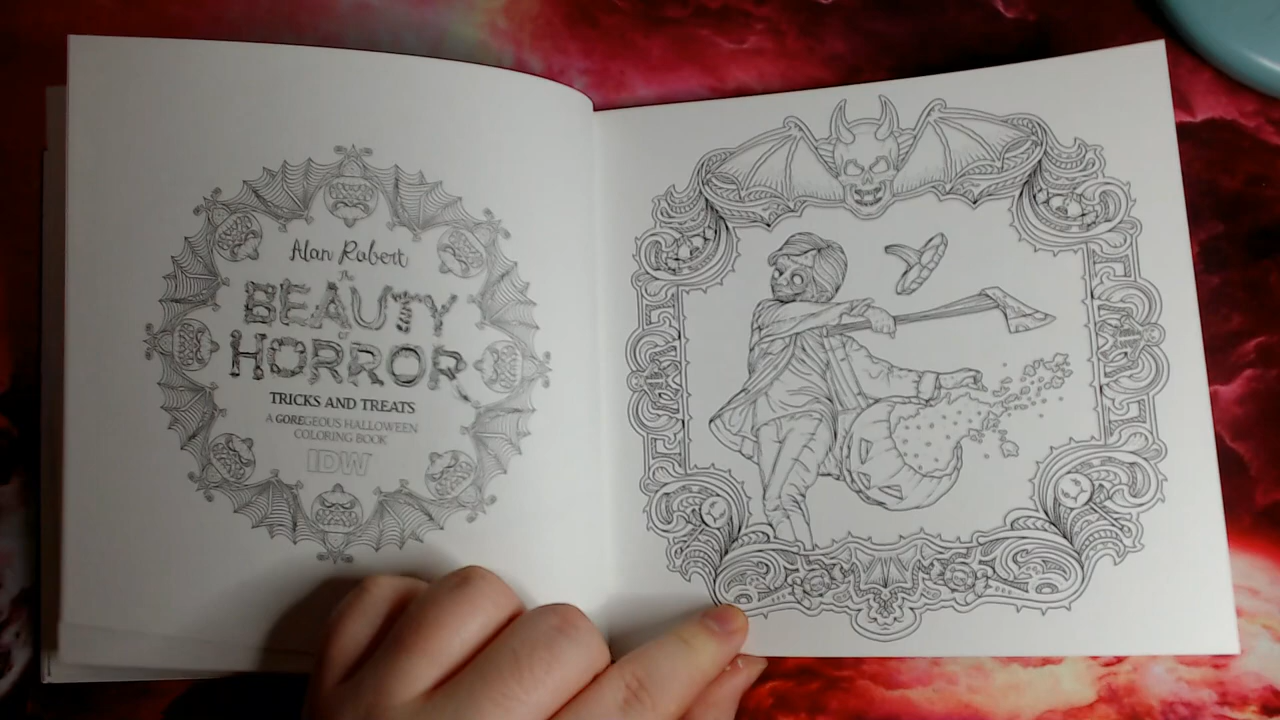 Alan Robert
The
BEAUTY
OF
HORROR
TRICKS AND TREATS
A GOREGEOUS HALLOWEEN
COLORING BOOK
IDW